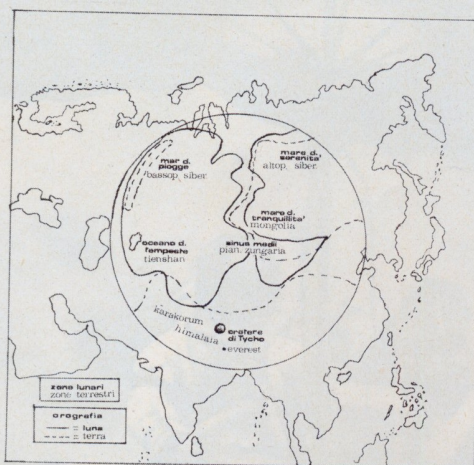 mar d.
piogge
bassop. siber.
mare d.
serenita'
altop. siber.
mare d.
tranquillita'
mongolia
oceano d.
tempeste
tienshan
sinus medii
pian. zungaria
karakorum
himalaia
cratere
di Tycho
everest
zone lunari
zone terrestri
orografia
= luna
= terra